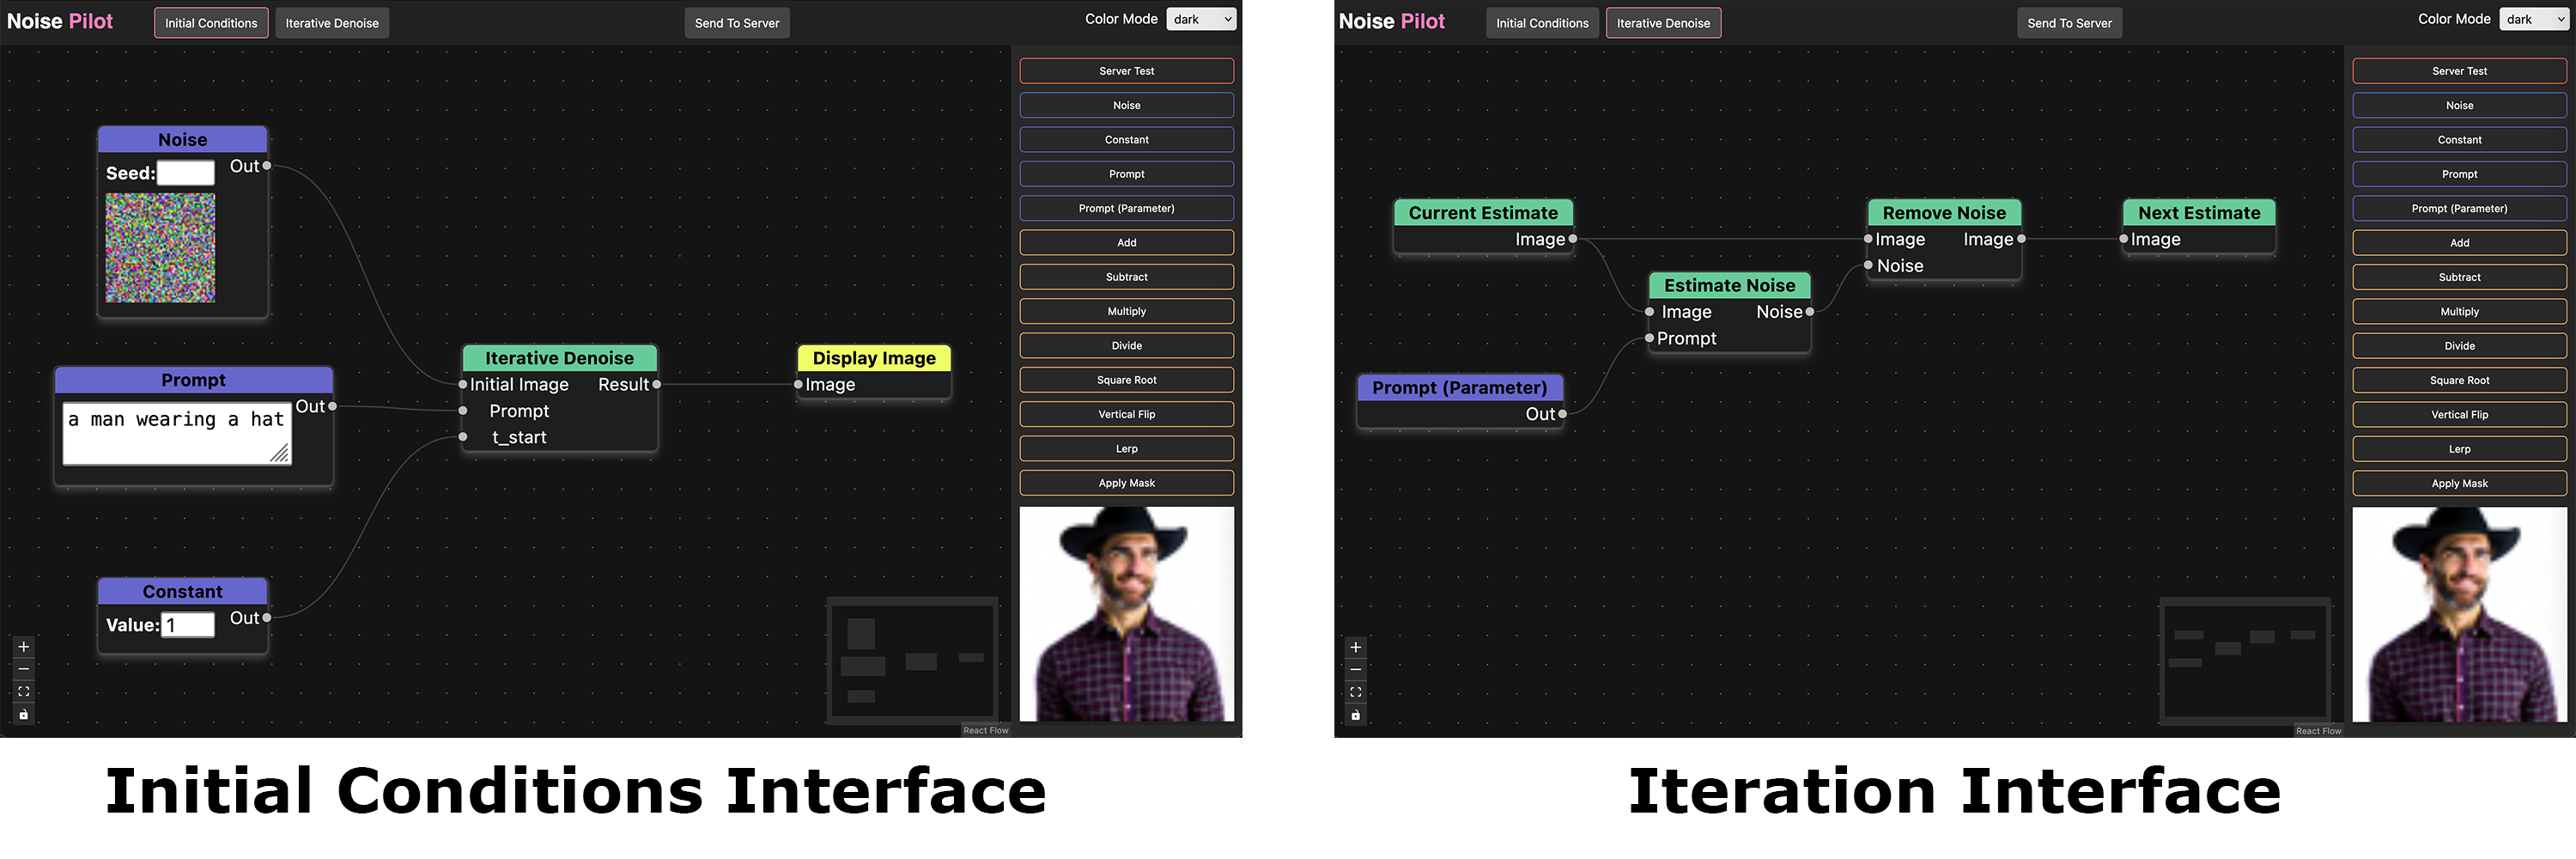 Noise Pilot
Initial Conditions
Iterative Denoise
Send To Server
Color Mode
dark
Noise
Seed:
Out
Prompt
a man wearing a hat
Out
Constant
Value: 1
Out
Iterative Denoise
Initial Image
Result
Prompt
t_start
Display Image
Image
Server Test
Noise
Constant
Prompt
Prompt (Parameter)
Add
Subtract
Multiply
Divide
Square Root
Vertical Flip
Lerp
Apply Mask
React Flow
Initial Conditions Interface
Noise Pilot
Initial Conditions
Iterative Denoise
Send To Server
Color Mode
dark
Current Estimate
Image
Prompt (Parameter)
Out
Estimate Noise
Image
Noise
Prompt
Remove Noise
Image
Image
Noise
Next Estimate
Image
Server Test
Noise
Constant
Prompt
Prompt (Parameter)
Add
Subtract
Multiply
Divide
Square Root
Vertical Flip
Lerp
Apply Mask
React Flow
Iteration Interface